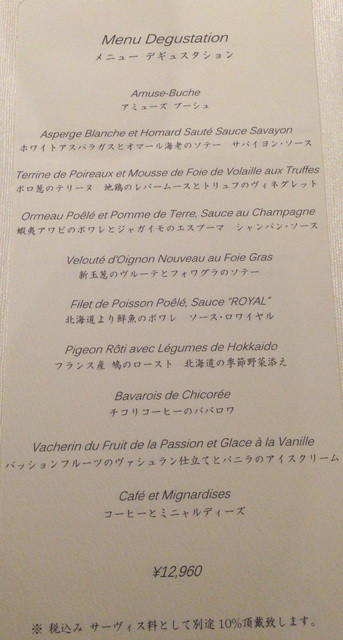 Menu Degustation
メニュー デギュスタション
Amuse-Buche
アミューズ ブーシュ
Asperge Blanche et Homard Sauté Sauce Savayon
ホワイトアスパラガスとオマール海老のソテー サバイヨン・ソース
Terrine de Poireaux et Mousse de Foie de Volaille aux Truffes
ポロ葱のテリーヌ 地鶏のレバームースとトリュフのヴィネグレット
Ormeau Poêlé et Pomme de Terre, Sauce au Champagne
蝦夷アワビのポワレとジャガイモのエスプーマ シャンパン・ソース
Velouté d'Oignon Nouveau au Foie Gras
新玉葱のヴルーテとフォワグラのソテー
Filet de Poisson Poêlé, Sauce “ROYAL”
北海道より鮮魚のポワレ ソース・ロワイヤル
Pigeon Rôti avec Légumes de Hokkaido
フランス産 鳩のロースト 北海道の季節野菜添え
Bavarois de Chicorée
チコリコーヒーのババロワ
Vacherin du Fruit de la Passion et Glace à la Vanille
パッションフルーツのヴァシュラン仕立てとバニラのアイスクリーム
Café et Mignardises
コーヒーとミニャルディーズ
¥12,960
※ 税込み サーヴィス料として別途10%頂戴致します。